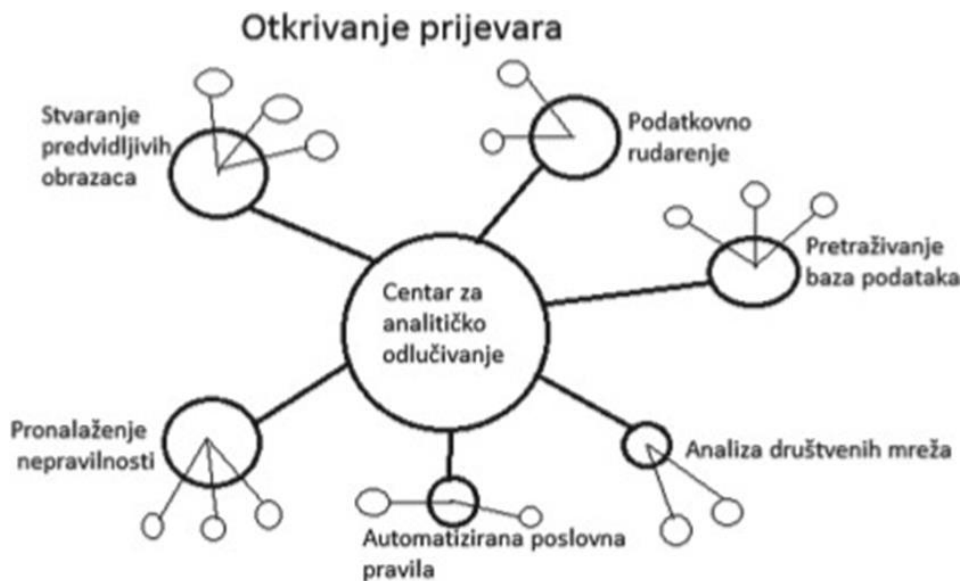 Otkrivanje prijevara
Stvaranje
predvidljivih
obrazaca
Podatkovno
rudarenje
Pretraživanje
baza podataka
Centar za
analitičko
odlučivanje
Pronalaženje
nepravilnosti
Analiza društvenih mreža
Automatizirana poslovna
pravila